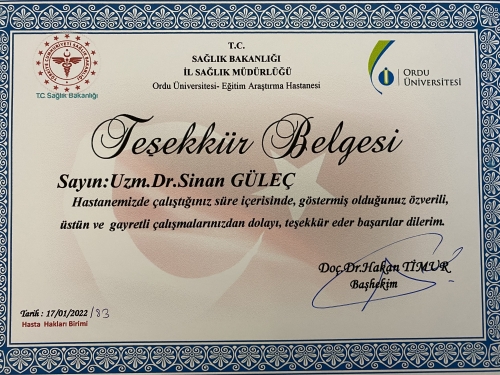 T.C.
SAĞLIK BAKANLIĞI
İL SAĞLIK MÜDÜRLÜĞÜ
Ordu Üniversitesi- Eğitim Araştırma Hastanesi
T.C. Sağlık Bakanlığı
ORDU
ÜNİVERSİTESİ
Teşekkür Belgesi
Sayın:Uzm.Dr.Sinan GÜLEÇ
Hastanemizde çalıştığınız süre içerisinde, göstermiş olduğunuz özverili,
üstün ve gayretli çalışmalarınızdan dolayı, teşekkür eder başarılar dilerim.
Doç.Dr.Hakan TİMUR
Başhekim
Tarih : 17/01/2022 /83
Hasta Hakları Birimi